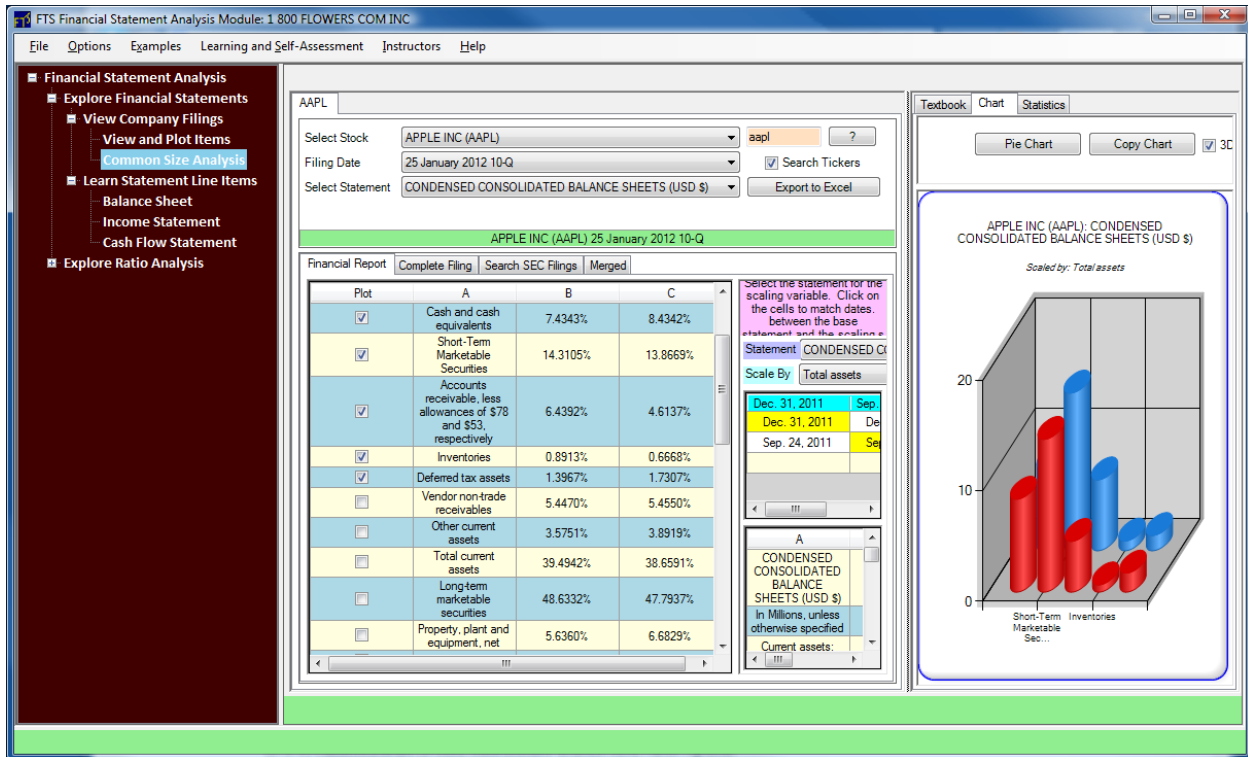 FTS Financial Statement Analysis Module: 1 800 FLOWERS COM INC
File Options Examples Learning and Self-Assessment Instructors Help
Financial Statement Analysis
Explore Financial Statements
View Company Filings
View and Plot Items
Common Size Analysis
Learn Statement Line Items
Balance Sheet
Income Statement
Cash Flow Statement
Explore Ratio Analysis
AAPL
Select Stock APPLE INC (AAPL) aapl ?
Filing Date 25 January 2012 10-Q Search Tickers
Select Statement CONDENSED CONSOLIDATED BALANCE SHEETS (USD $) Export to Excel
APPLE INC (AAPL) 25 January 2012 10-Q
Financial Report Complete Filing Search SEC Filings Merged
Plot A B C
Cash and cash
equivalents
7.4343% 8.4342%
Short-Term
Marketable
Securities
14.3105% 13.8669%
Accounts
receivable, less
allowances of $78
and $53,
respectively
6.4392% 4.6137%
Inventories 0.8913% 0.6668%
Deferred tax assets 1.3967% 1.7307%
Vendor non-trade
receivables
5.4470% 5.4550%
Other current
assets
3.5751% 3.8919%
Total current
assets
39.4942% 38.6591%
Long-term
marketable
securities
48.6332% 47.7937%
Property, plant and
equipment, net
5.6360% 6.6829%
Select the statement for the
scaling variable. Click on
the cells to match dates.
between the base
statement and the scaling s
Statement CONDENSED CO
Scale By Total assets
Dec. 31, 2011 Sep.
Dec. 31, 2011 De
Sep. 24, 2011 Sep
A
CONDENSED
CONSOLIDATED
BALANCE
SHEETS (USD $)
In Millions, unless
otherwise specified
Current assets:
Textbook Chart Statistics
Pie Chart Copy Chart 3D
APPLE INC (AAPL): CONDENSED
CONSOLIDATED BALANCE SHEETS (USD $)
Scaled by: Total assets
20
10
0
Short-Term
Marketable
Sec...
Inventories